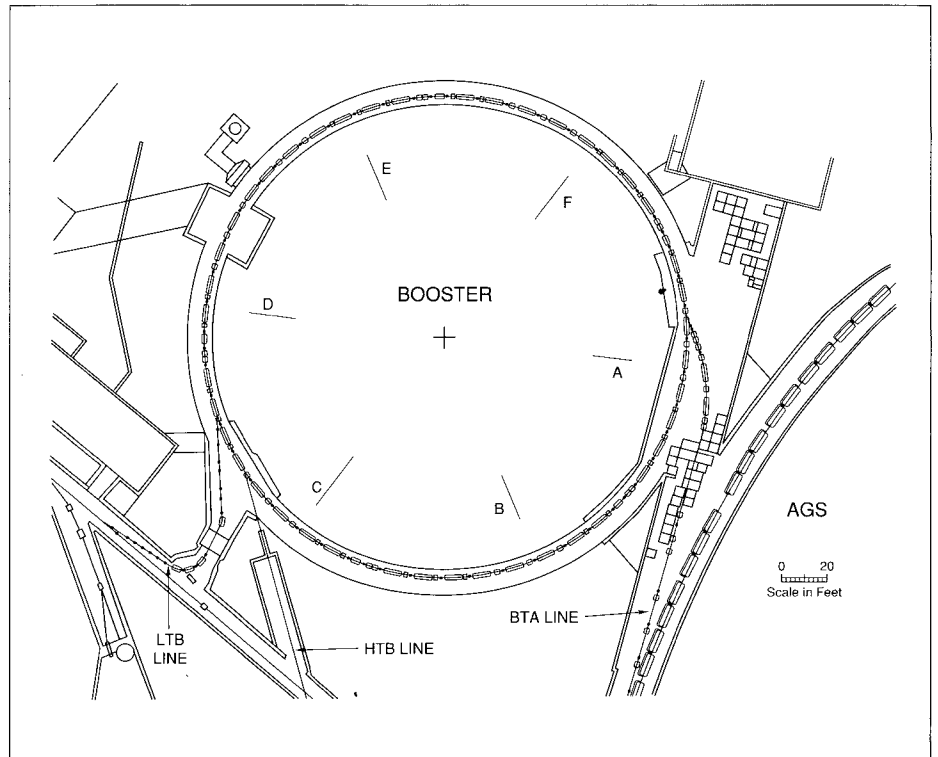 E
F
BOOSTER
D
A
C
B
AGS
0 20
Scale in Feet
BTA LINE
LTB
LINE
HTB LINE